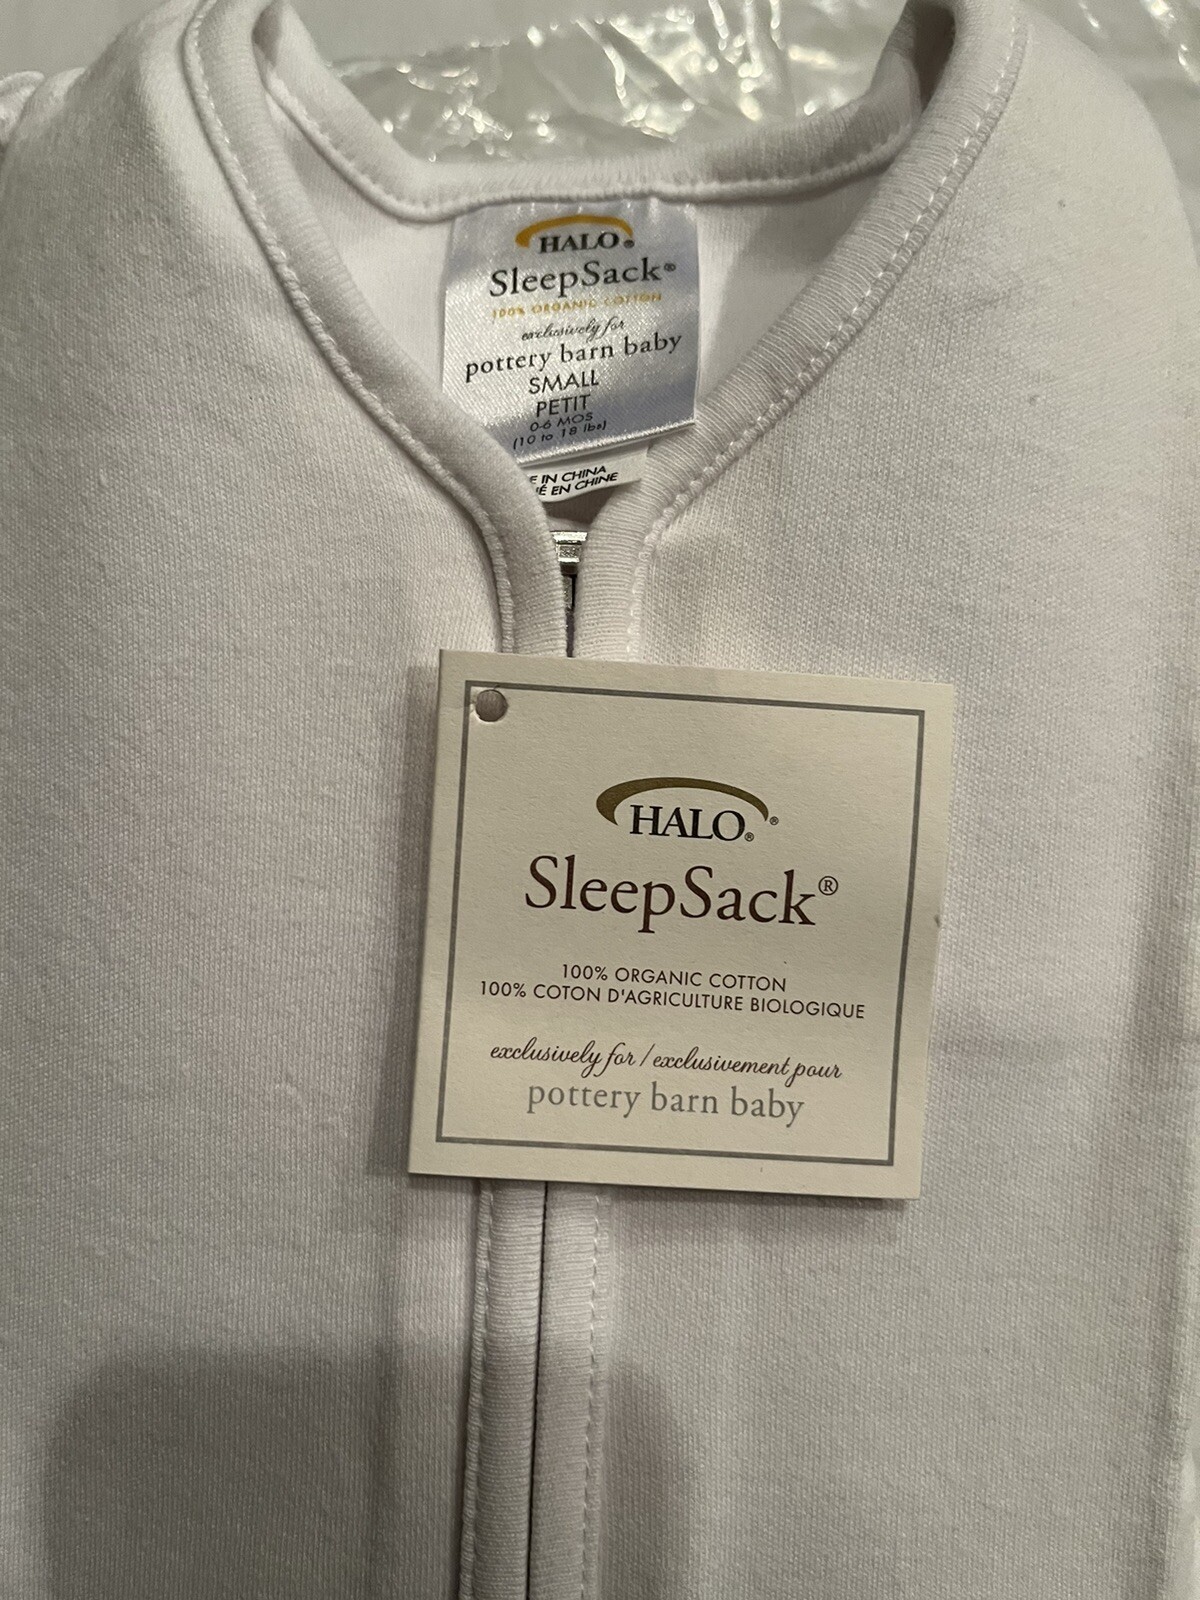 HALO®
SleepSack®
100% ORGANIC COTTON
exclusively for
pottery barn baby
SMALL
PETIT
0-6 MOS
(10 to 18 lbs)
E IN CHINA
É EN CHINE
HALO®®
SleepSack®
100% ORGANIC COTTON
100% COTON D'AGRICULTURE BIOLOGIQUE
exclusively for / exclusivement pour
pottery barn baby